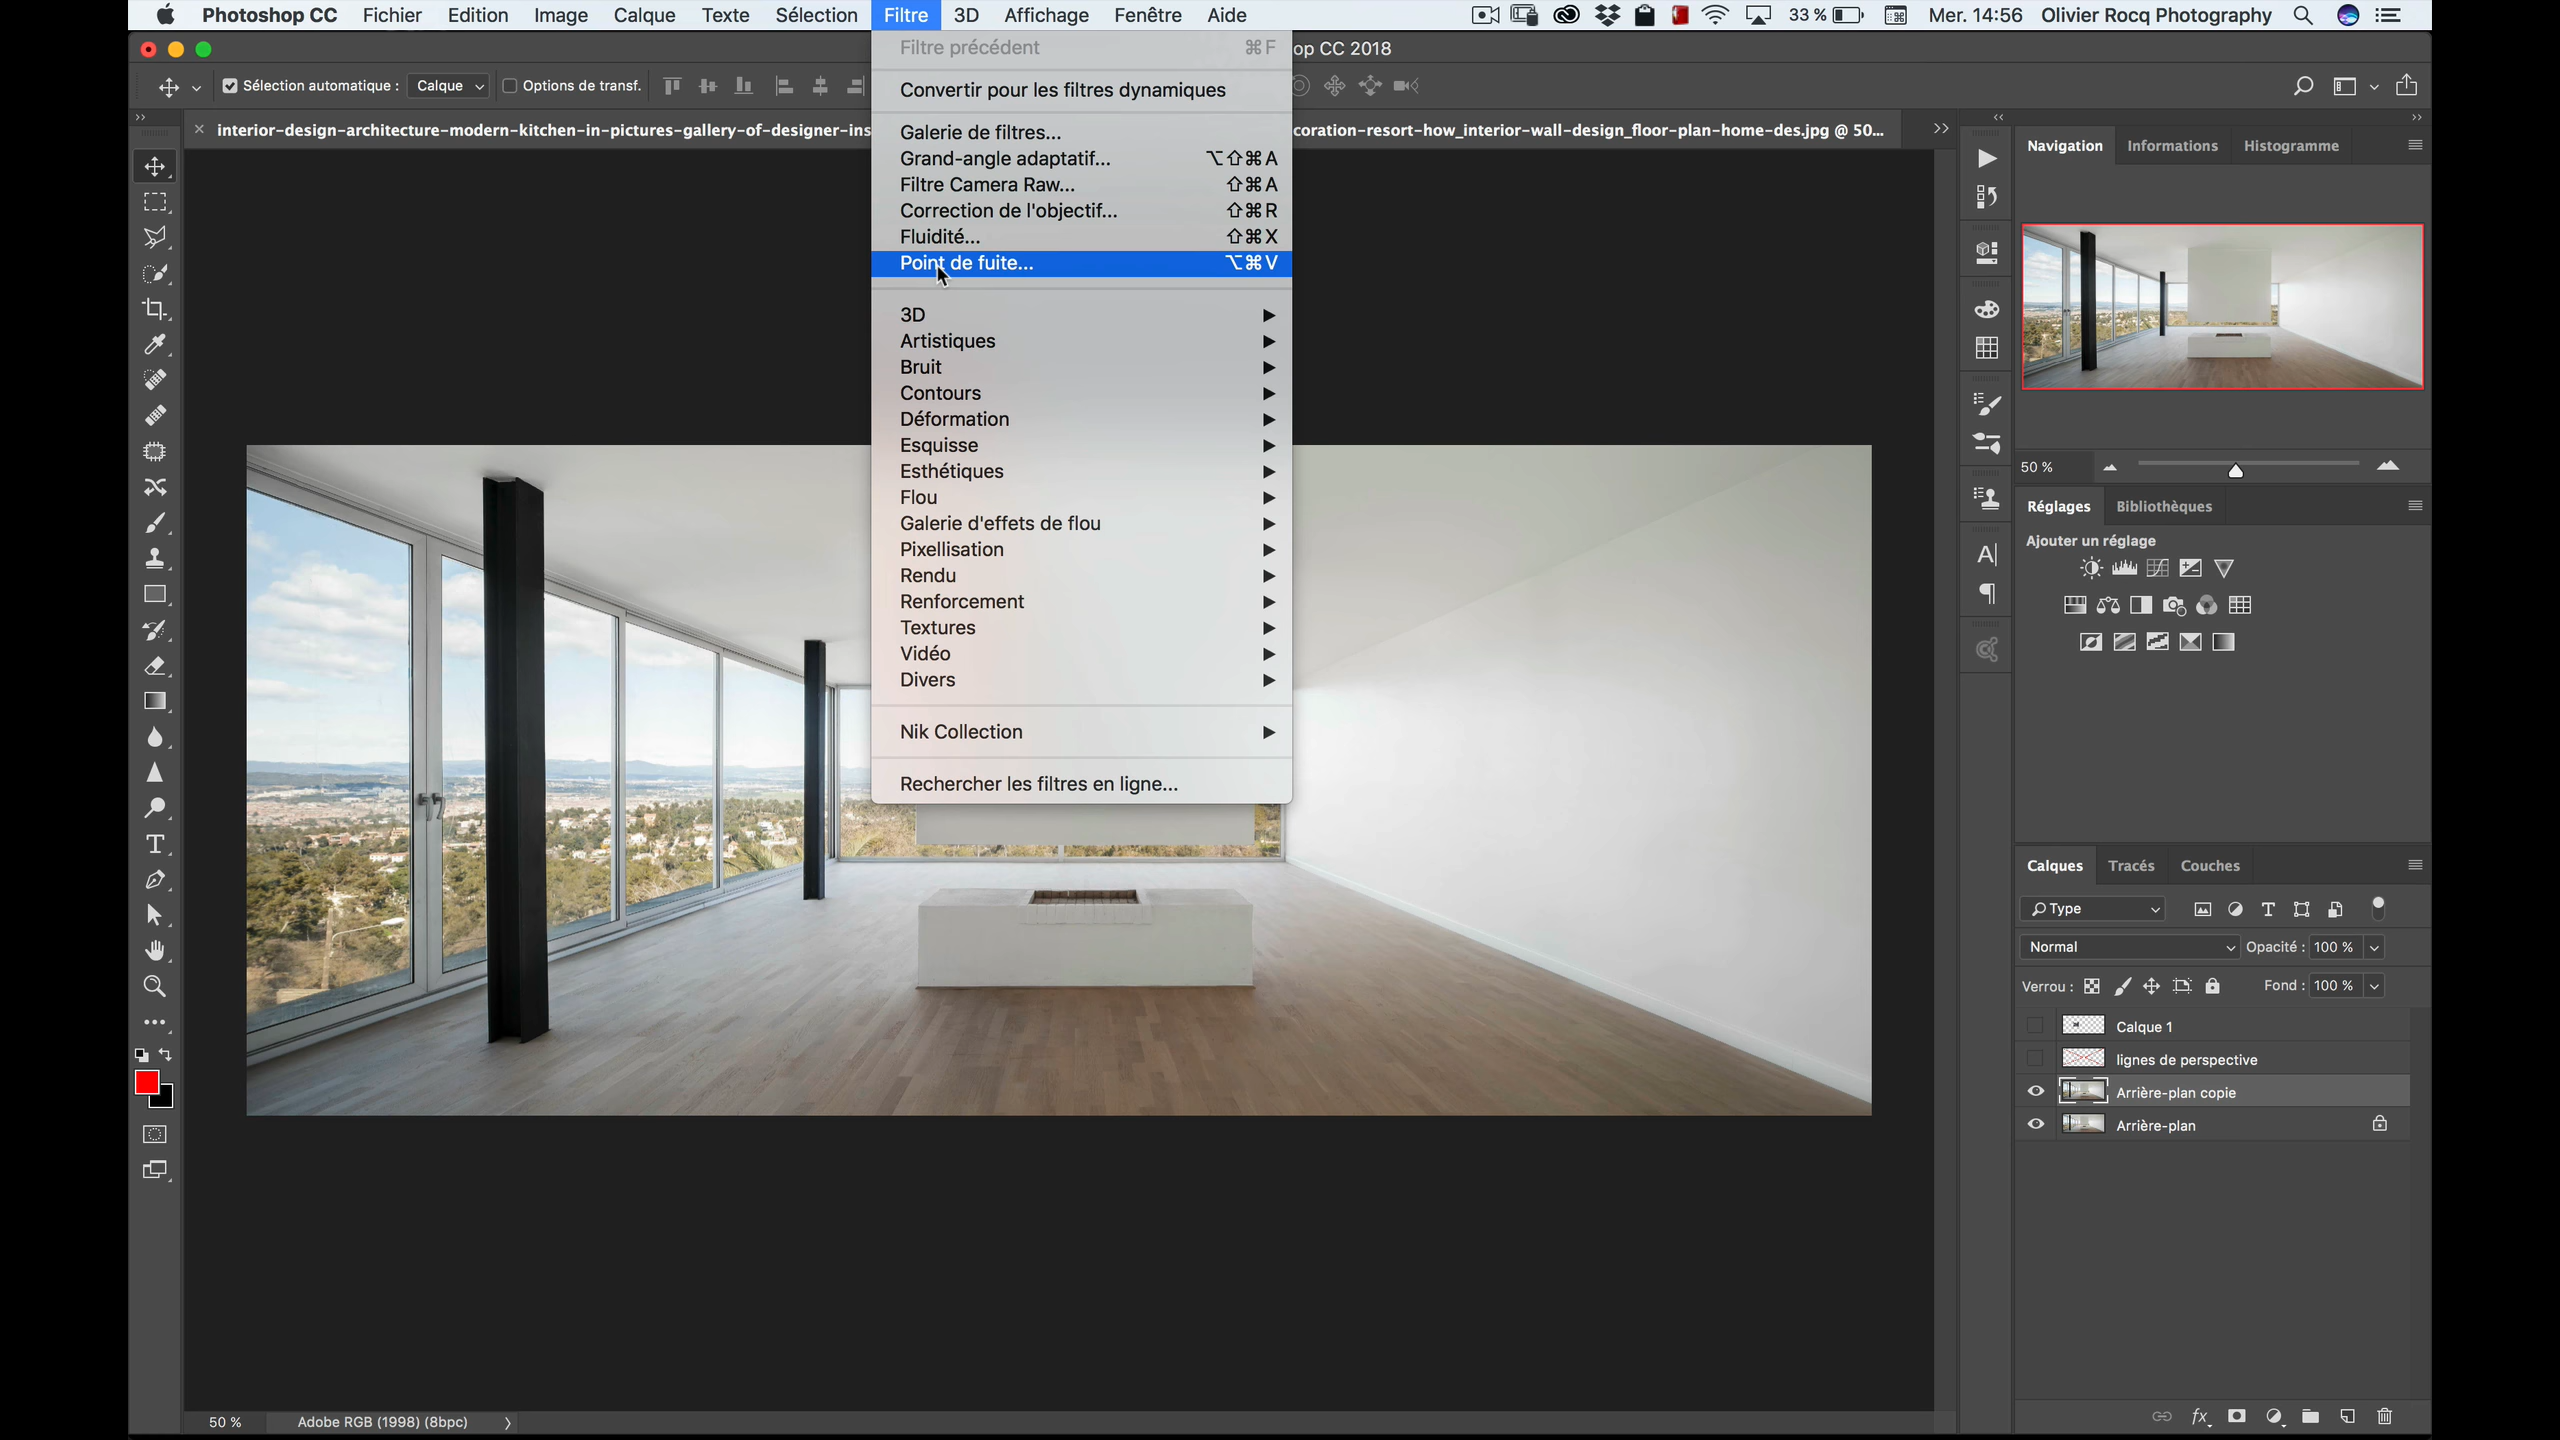 Photoshop CC Fichier Edition Image Calque Texte Sélection Filtre 3D Affichage Fenêtre Aide 33 % Mer. 14:56 Olivier Rocq Photography
op CC 2018
Sélection automatique : Calque Options de transf.
interior-design-architecture-modern-kitchen-in-pictures-gallery-of-designer-ins
coration-resort-how_interior-wall-design_floor-plan-home-des.jpg @ 50...
Filtre précédent ⌘F
Convertir pour les filtres dynamiques
Galerie de filtres...
Grand-angle adaptatif... ⌥⇧⌘A
Filtre Camera Raw... ⇧⌘A
Correction de l'objectif... ⇧⌘R
Fluidité... ⇧⌘X
Point de fuite... ⌥⌘V
3D
Artistiques
Bruit
Contours
Déformation
Esquisse
Esthétiques
Flou
Galerie d'effets de flou
Pixellisation
Rendu
Renforcement
Textures
Vidéo
Divers
Nik Collection
Rechercher les filtres en ligne...
Navigation Informations Histogramme
50 %
Réglages Bibliothèques
Ajouter un réglage
Calques Tracés Couches
Type
Normal Opacité : 100 %
Verrou : Fond : 100 %
Calque 1
lignes de perspective
Arrière-plan copie
Arrière-plan
50 % Adobe RGB (1998) (8bpc)